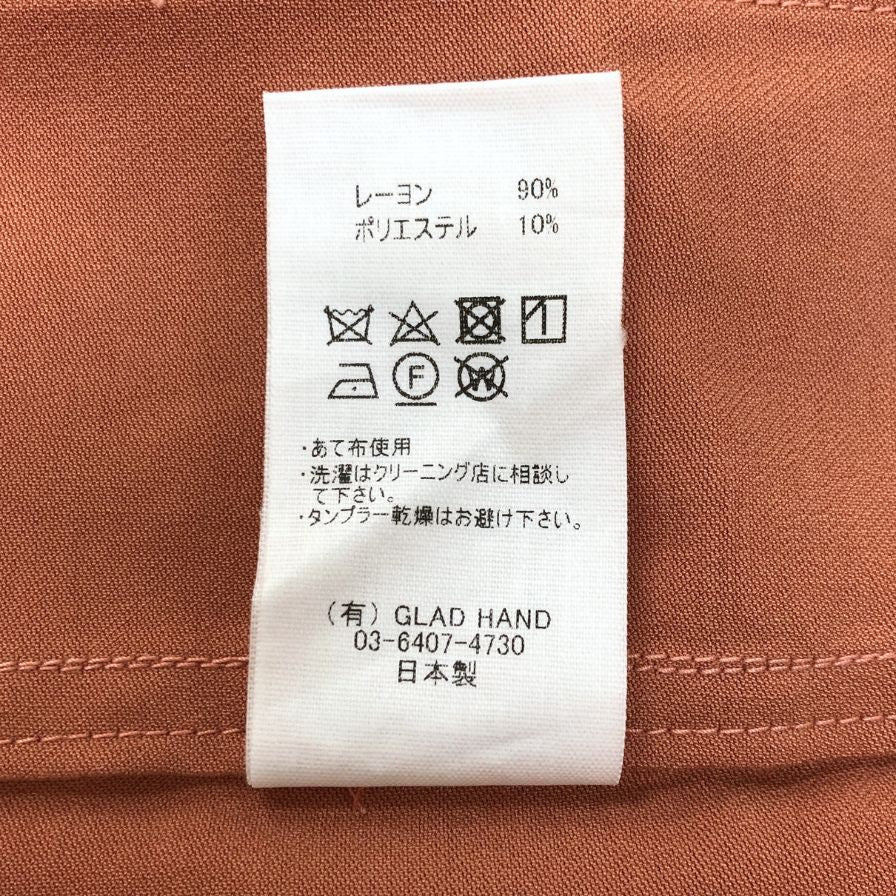 レーヨン 90%
ポリエステル 10%
F
W
・あて布使用
・洗濯はクリーニング店に相談し
て下さい。
・タンブラー乾燥はお避け下さい。
(有) GLAD HAND
03-6407-4730
日本製